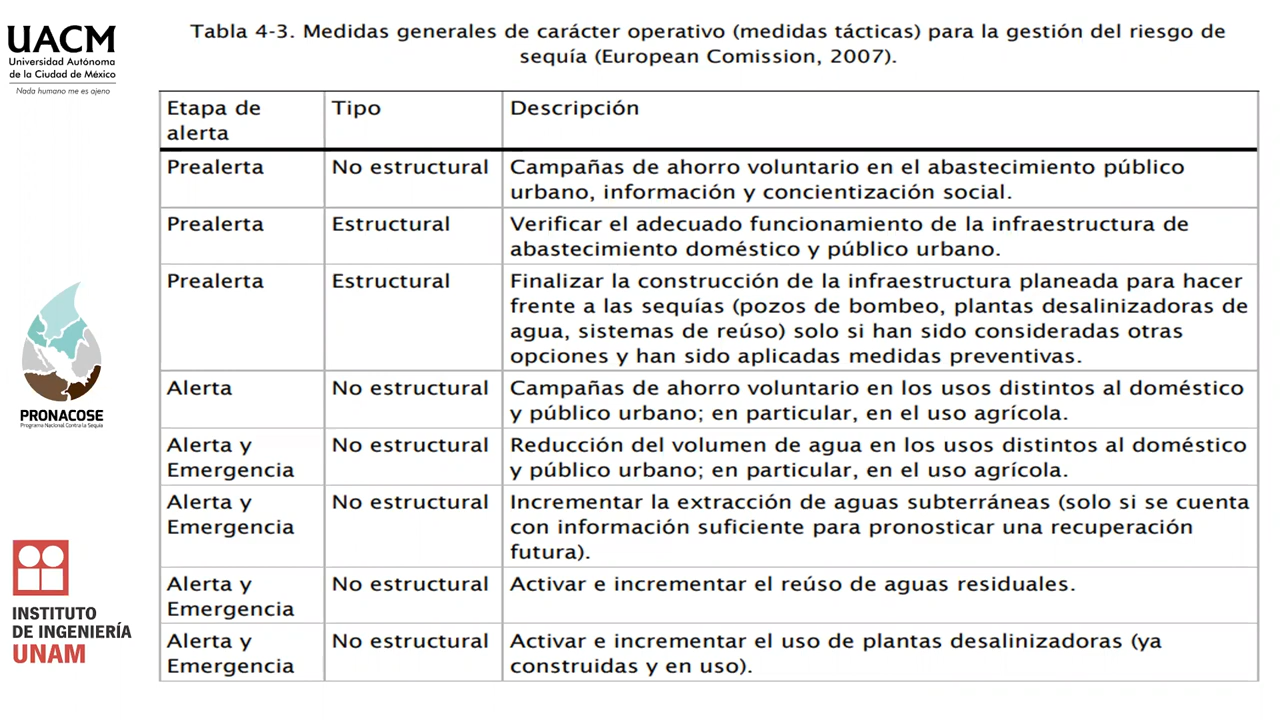 UACM
Universidad Autónoma
de la Ciudad de México
Nada humano me es ajeno
Tabla 4-3. Medidas generales de carácter operativo (medidas tácticas) para la gestión del riesgo de
sequía (European Comission, 2007).
Etapa de
alerta
Tipo
Descripción
Prealerta
No estructural
Campañas de ahorro voluntario en el abastecimiento público
urbano, información y concientización social.
Prealerta
Estructural
Verificar el adecuado funcionamiento de la infraestructura de
abastecimiento doméstico y público urbano.
Prealerta
Estructural
Finalizar la construcción de la infraestructura planeada para hacer
frente a las sequías (pozos de bombeo, plantas desalinizadoras de
agua, sistemas de reúso) solo si han sido consideradas otras
opciones y han sido aplicadas medidas preventivas.
Alerta
No estructural
Campañas de ahorro voluntario en los usos distintos al doméstico
y público urbano; en particular, en el uso agrícola.
Alerta y
Emergencia
No estructural
Reducción del volumen de agua en los usos distintos al doméstico
y público urbano; en particular, en el uso agrícola.
Alerta y
Emergencia
No estructural
Incrementar la extracción de aguas subterráneas (solo si se cuenta
con información suficiente para pronosticar una recuperación
futura).
Alerta y
Emergencia
No estructural
Activar e incrementar el reúso de aguas residuales.
Alerta y
Emergencia
No estructural
Activar e incrementar el uso de plantas desalinizadoras (ya
construidas y en uso).
PRONACOSE
Programa Nacional Contra la Sequía
INSTITUTO
DE INGENIERÍA
UNAM